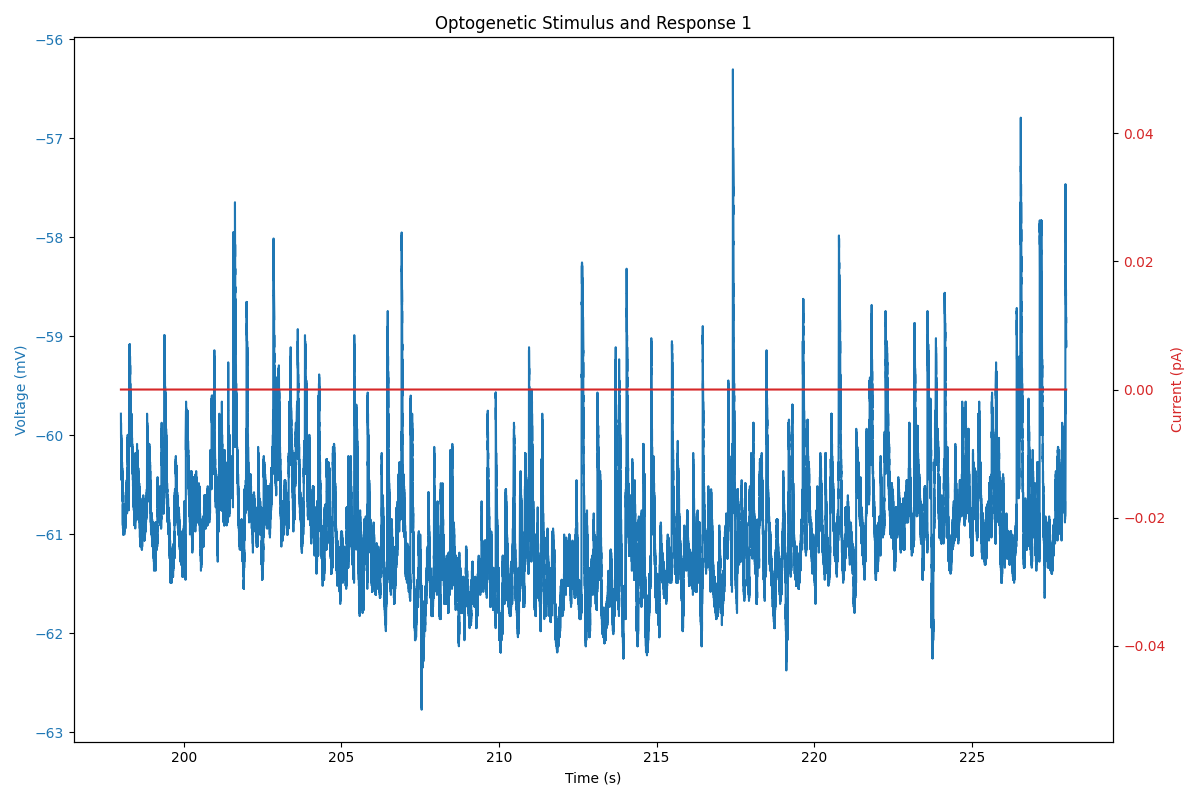 Optogenetic Stimulus and Response 1
−56
−57
−58
−59
−60
−61
−62
−63
Voltage (mV)
0.04
0.02
0.00
−0.02
−0.04
Current (pA)
200 205 210 215 220 225
Time (s)